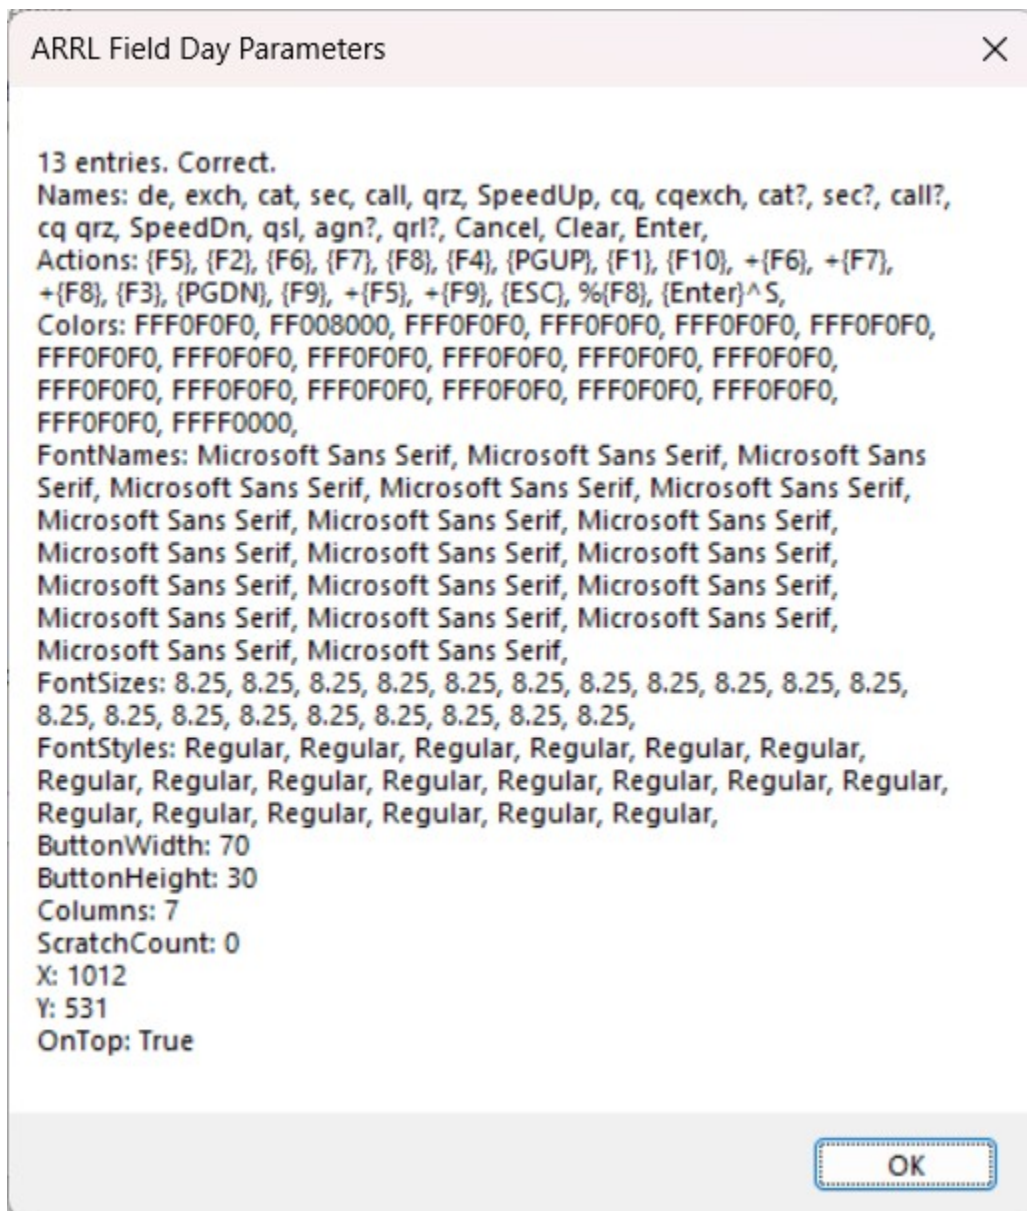 ARRL Field Day Parameters
13 entries. Correct.
Names: de, exch, cat, sec, call, qrz, SpeedUp, cq, cqexch, cat?, sec?, call?,
cq qrz, SpeedDn, qsl, agn?, qrl?, Cancel, Clear, Enter,
Actions: {F5}, {F2}, {F6}, {F7}, {F8}, {F4}, {PGUP}, {F1}, {F10}, +{F6}, +{F7},
+{F8}, {F3}, {PGDN}, {F9}, +{F5}, +{F9}, {ESC}, %{F8}, {Enter}^S,
Colors: FFF0F0F0, FF008000, FFF0F0F0, FFF0F0F0, FFF0F0F0, FFF0F0F0,
FFF0F0F0, FFF0F0F0, FFF0F0F0, FFF0F0F0, FFF0F0F0, FFF0F0F0,
FFF0F0F0, FFF0F0F0, FFF0F0F0, FFF0F0F0, FFF0F0F0, FFF0F0F0,
FFF0F0F0, FFFF0000,
FontNames: Microsoft Sans Serif, Microsoft Sans Serif, Microsoft Sans
Serif, Microsoft Sans Serif, Microsoft Sans Serif, Microsoft Sans Serif,
Microsoft Sans Serif, Microsoft Sans Serif, Microsoft Sans Serif,
Microsoft Sans Serif, Microsoft Sans Serif, Microsoft Sans Serif,
Microsoft Sans Serif, Microsoft Sans Serif, Microsoft Sans Serif,
Microsoft Sans Serif, Microsoft Sans Serif, Microsoft Sans Serif,
Microsoft Sans Serif, Microsoft Sans Serif,
FontSizes: 8.25, 8.25, 8.25, 8.25, 8.25, 8.25, 8.25, 8.25, 8.25, 8.25, 8.25,
8.25, 8.25, 8.25, 8.25, 8.25, 8.25, 8.25, 8.25, 8.25,
FontStyles: Regular, Regular, Regular, Regular, Regular, Regular,
Regular, Regular, Regular, Regular, Regular, Regular, Regular, Regular,
Regular, Regular, Regular, Regular, Regular, Regular,
ButtonWidth: 70
ButtonHeight: 30
Columns: 7
ScratchCount: 0
X: 1012
Y: 531
OnTop: True
OK